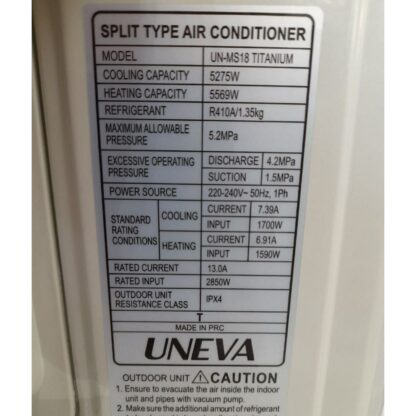 SPLIT TYPE AIR CONDITIONER
MODEL UN-MS18 TITANIUM
COOLING CAPACITY 5275W
HEATING CAPACITY 5569W
REFRIGERANT R410A/1.35kg
MAXIMUM ALLOWABLE PRESSURE 5.2MPa
EXCESSIVE OPERATING PRESSURE DISCHARGE 4.2MPa
SUCTION 1.5MPa
POWER SOURCE 220-240V~ 50Hz, 1Ph
STANDARD RATING CONDITIONS COOLING CURRENT 7.39A
INPUT 1700W
HEATING CURRENT 6.91A
INPUT 1590W
RATED CURRENT 13.0A
RATED INPUT 2850W
OUTDOOR UNIT RESISTANCE CLASS IPX4
T
MADE IN PRC
UNEVA
OUTDOOR UNIT ⚠CAUTION
1. Ensure to evacuate the air inside the indoor
unit and pipes with vacuum pump.
2. Make sure the additional amount of refrigerant